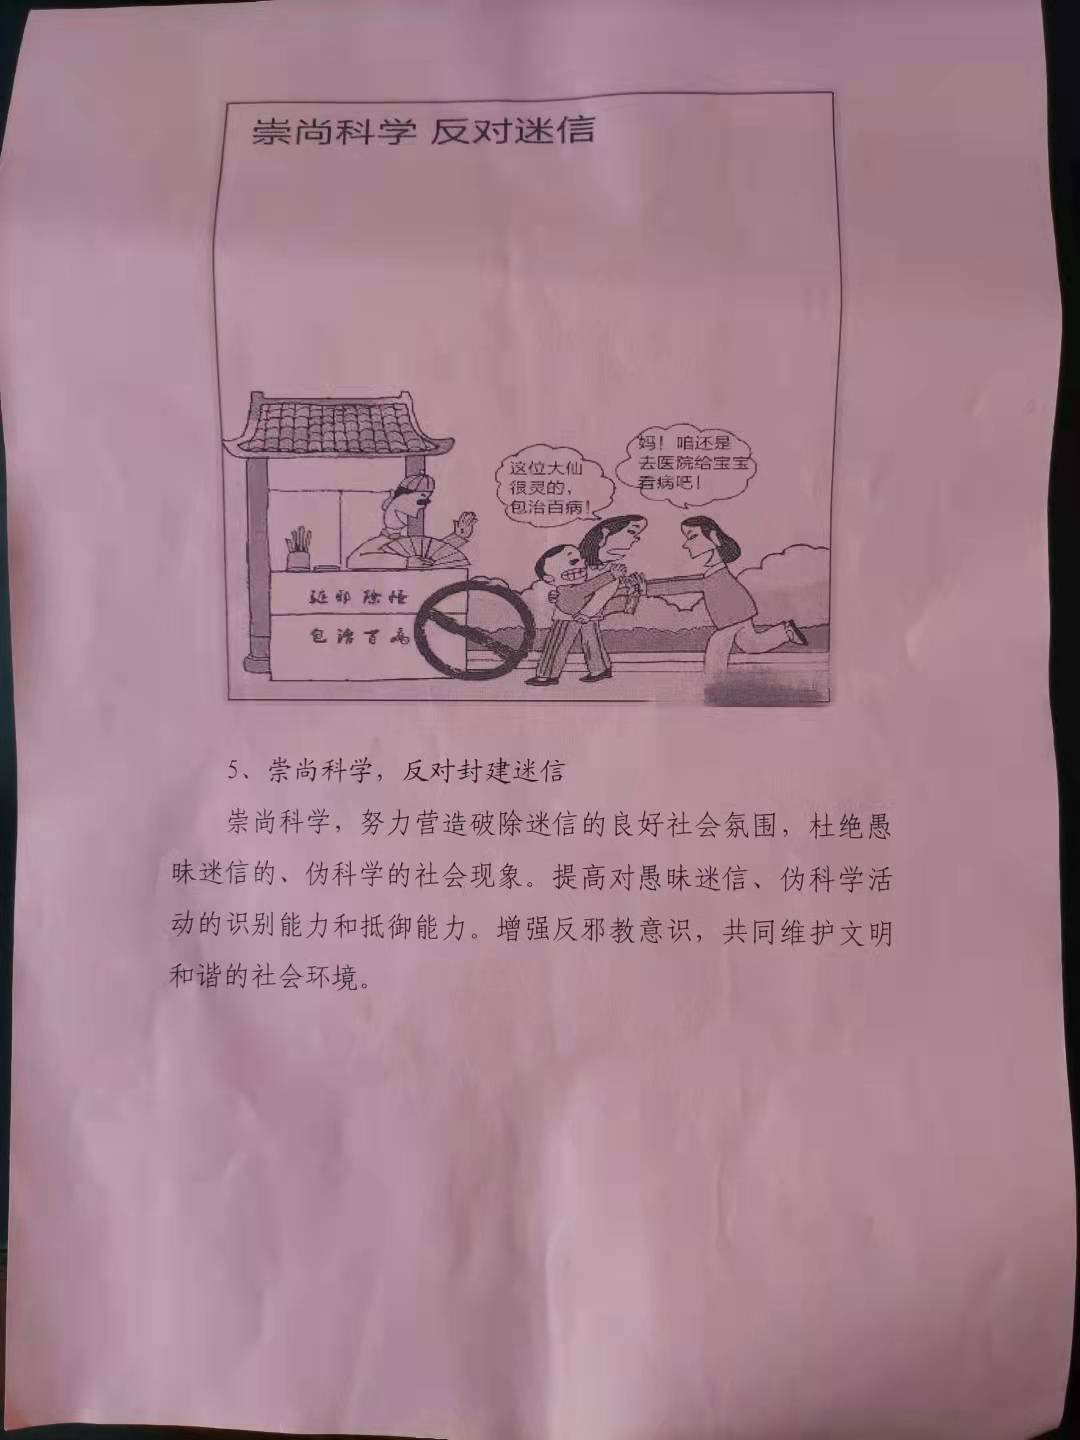 崇尚科学 反对迷信
这位大仙
很灵的,
包治百病!
妈!咱还是
去医院给宝宝
看病吧!
驱邪除怪
包治百病
5、崇尚科学，反对封建迷信
崇尚科学，努力营造破除迷信的良好社会氛围，杜绝愚
昧迷信的、伪科学的社会现象。提高对愚昧迷信、伪科学活
动的识别能力和抵御能力。增强反邪教意识，共同维护文明
和谐的社会环境。